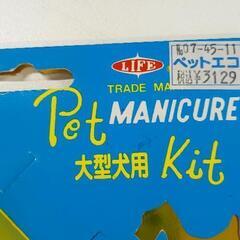 №07-45-11
ペットエコ
税込¥3129
LIFE
TRADE MA
Pet MANICURE
大型犬用 Kit